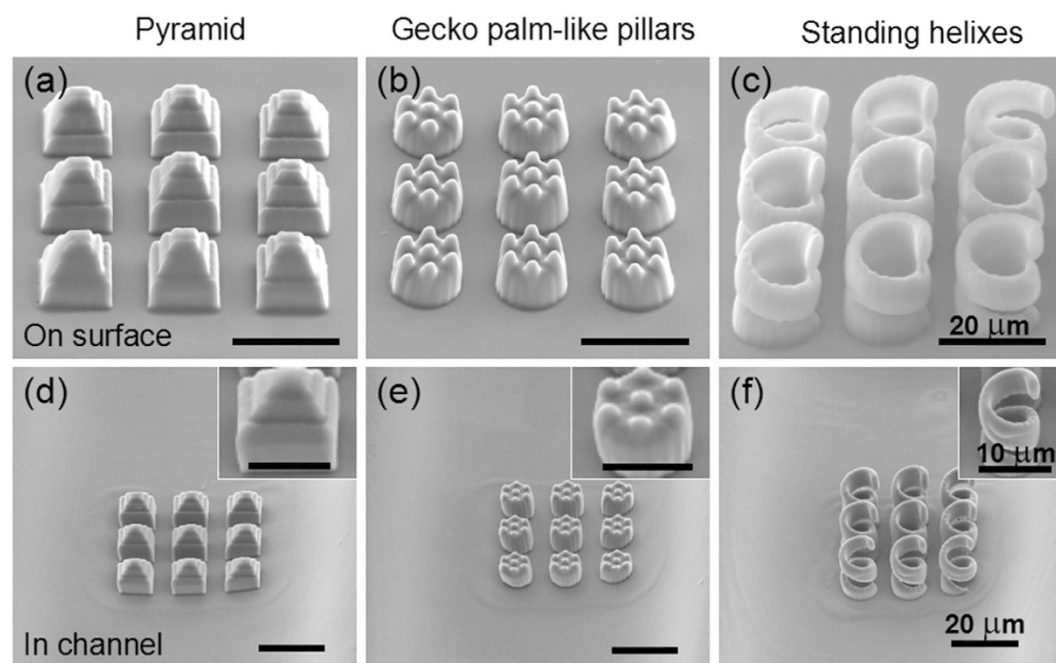 Pyramid
Gecko palm-like pillars
Standing helixes
(a)
(b)
(c)
On surface
20 μm
(d)
(e)
(f)
10 μm
20 μm
In channel